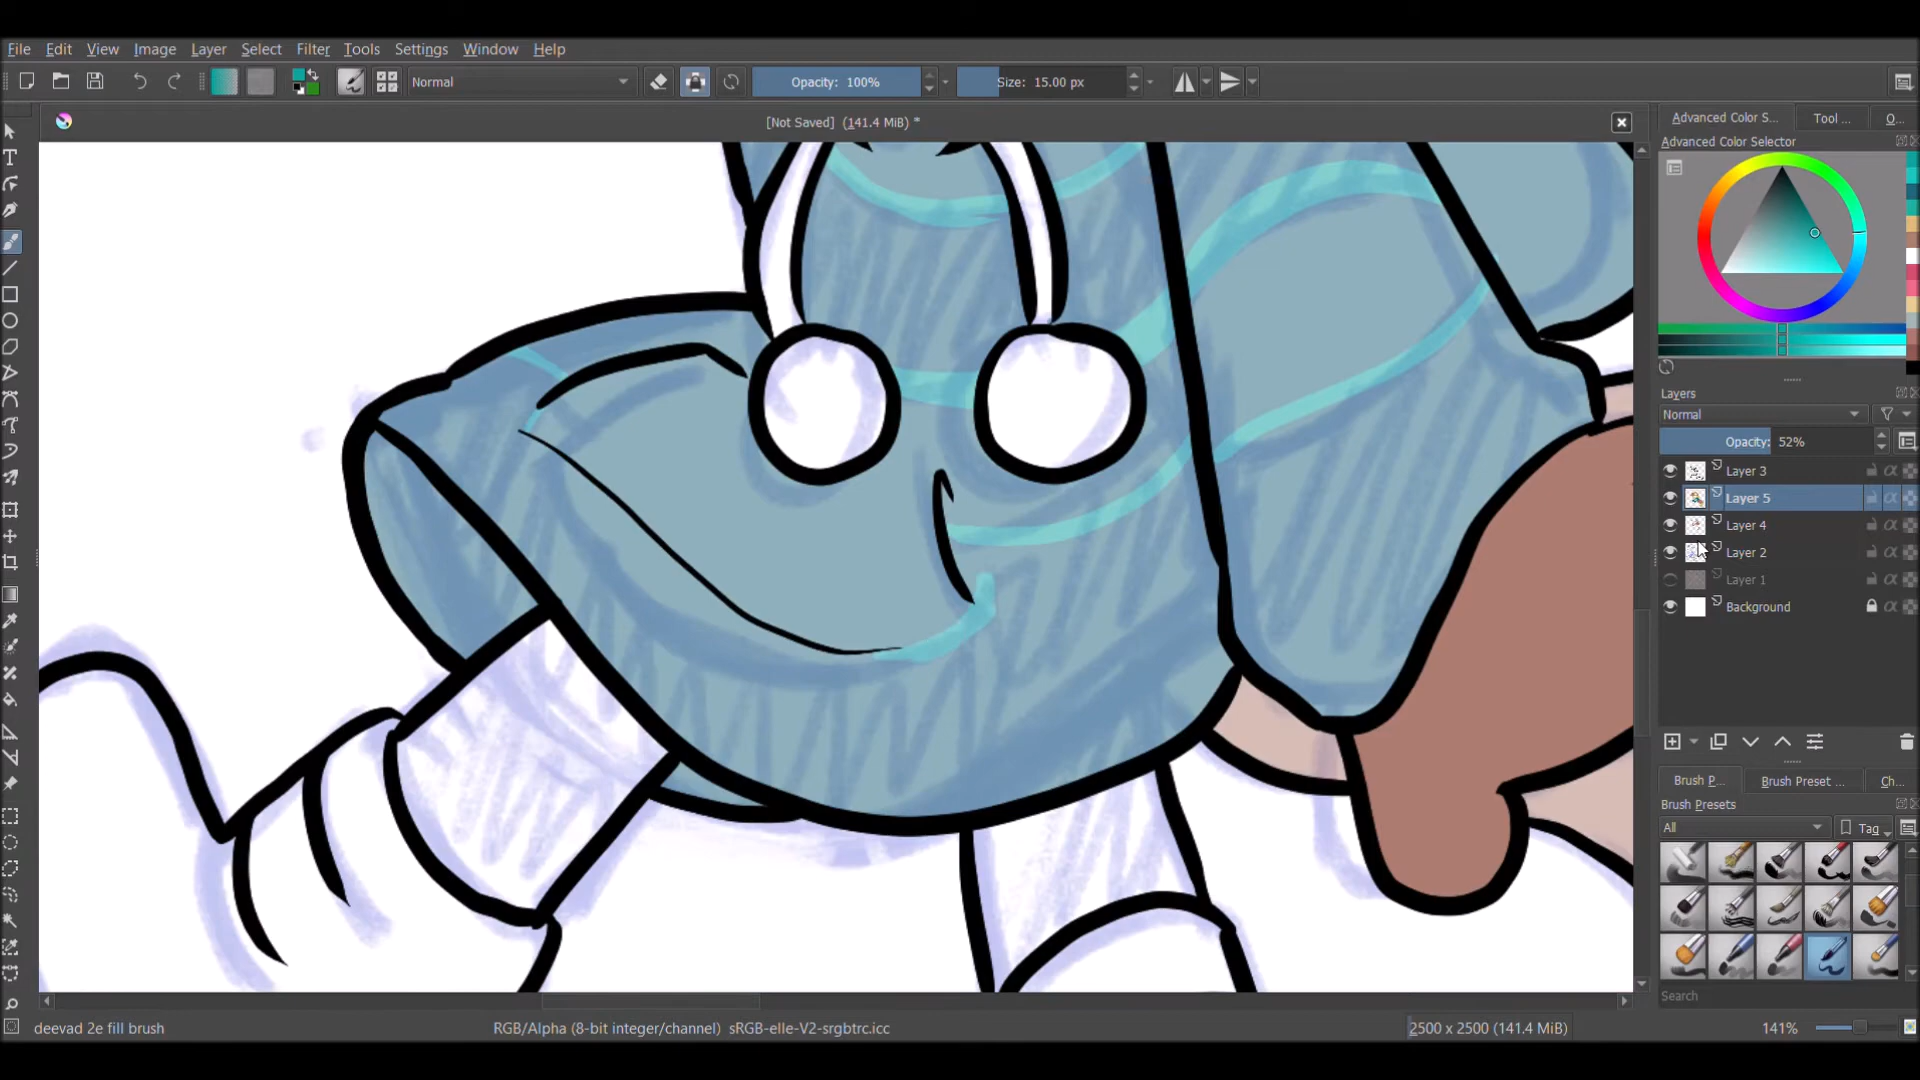 File Edit View Image Layer Select Filter Tools Settings Window Help
Normal Opacity: 100% Size: 15.00 px
[Not Saved] (141.4 MiB) *
Advanced Color S... Tool ... O...
Advanced Color Selector
Layers
Normal
Opacity: 52%
Layer 3
Layer 5
Layer 4
Layer 2
Layer 1
Background
Brush P... Brush Preset ... Ch...
Brush Presets
All Tag
Search
deevad 2e fill brush RGB/Alpha (8-bit integer/channel) sRGB-elle-V2-srgbtrc.icc 2500 x 2500 (141.4 MiB) 141%